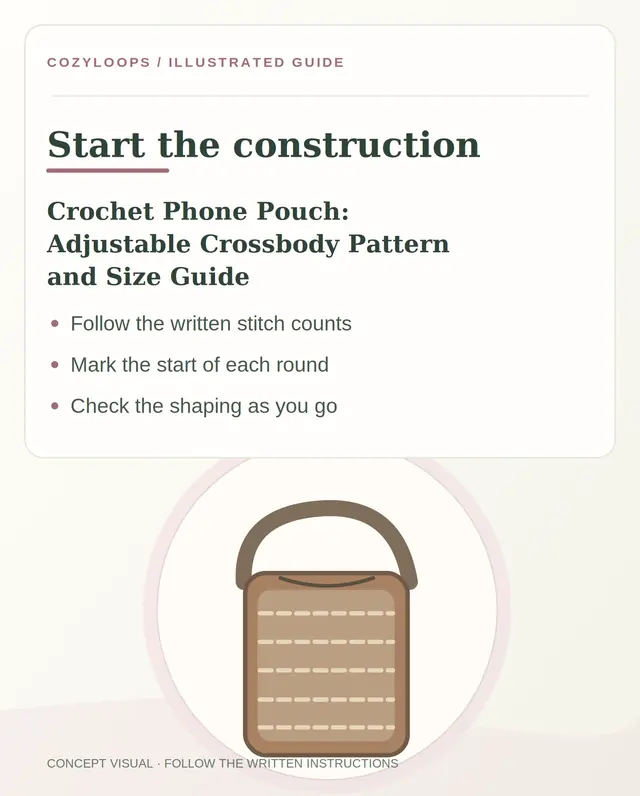 COZYLOOPS / ILLUSTRATED GUIDE
Start the construction
Crochet Phone Pouch:
Adjustable Crossbody Pattern
and Size Guide
• Follow the written stitch counts
• Mark the start of each round
• Check the shaping as you go
CONCEPT VISUAL · FOLLOW THE WRITTEN INSTRUCTIONS